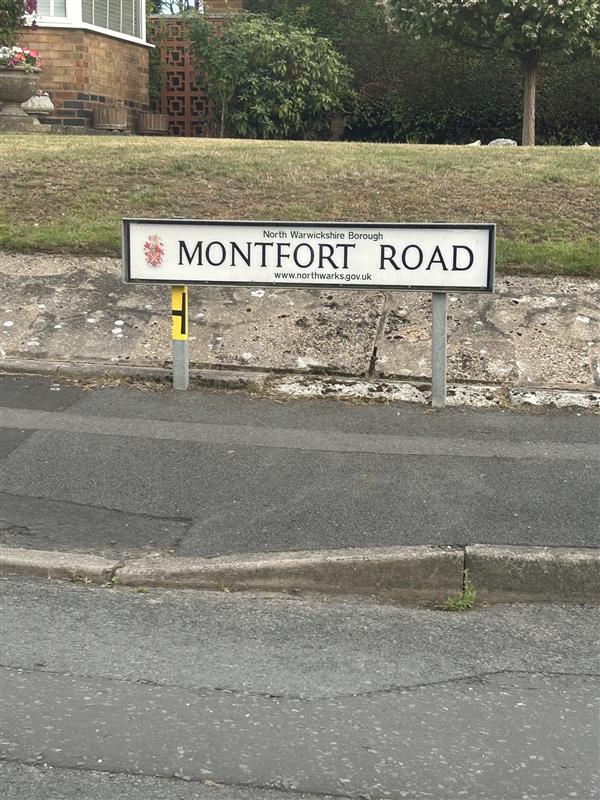 North Warwickshire Borough
MONTFORT ROAD
www.northwarks.gov.uk
H